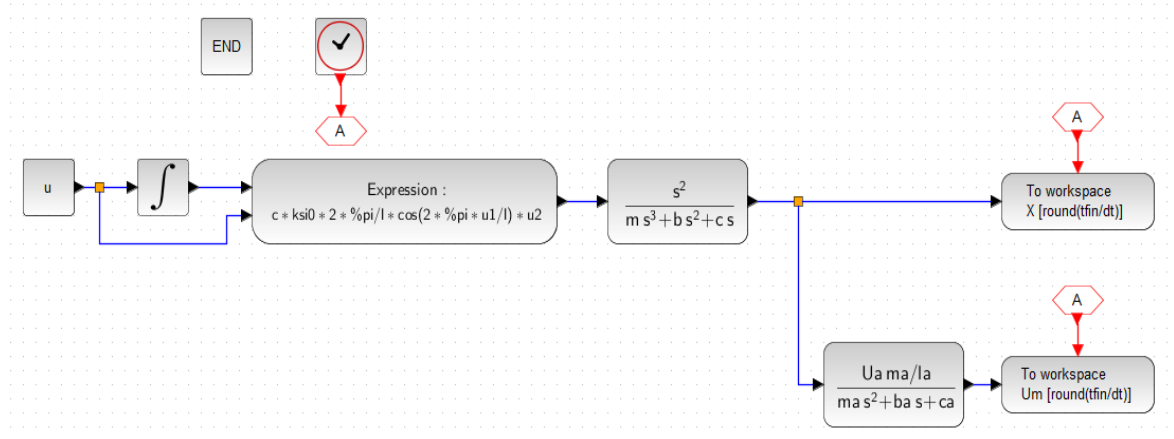 END
A
A
u
∫
Expression :
c * ksi0 * 2 * %pi/l * cos(2 * %pi * u1/l) * u2
s²
m s³+b s²+c s
To workspace
X [round(tfin/dt)]
A
Ua ma/la
ma s²+ba s+ca
To workspace
Um [round(tfin/dt)]